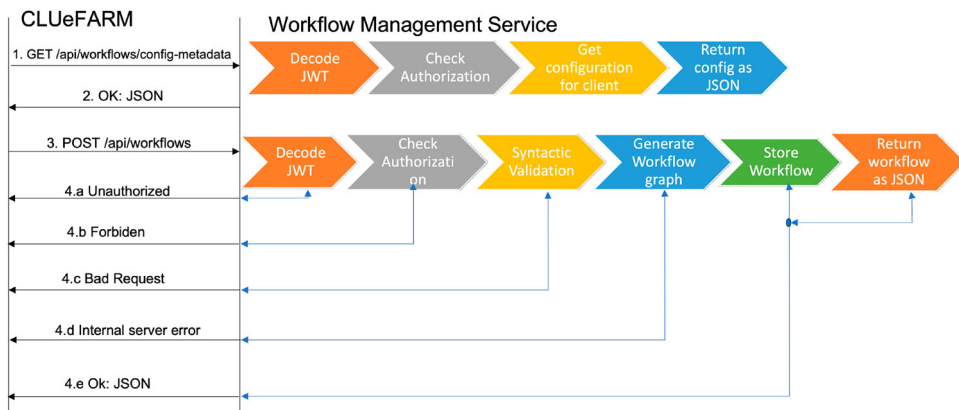 CLUeFARM
Workflow Management Service
1. GET /api/workflows/config-metadata
Decode
JWT
Check
Authorization
Get
configuration
for client
Return
config as
JSON
2. OK: JSON
3. POST /api/workflows
Decode
JWT
Check
Authorizati
on
Syntactic
Validation
Generate
Workflow
graph
Store
Workflow
Return
workflow
as JSON
4.a Unauthorized
4.b Forbiden
4.c Bad Request
4.d Internal server error
4.e Ok: JSON